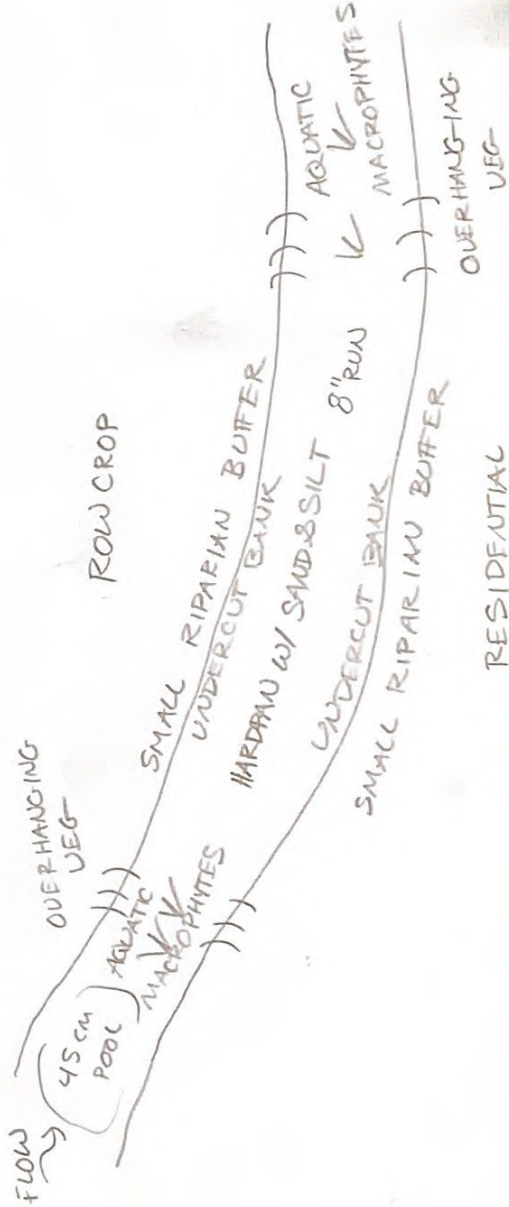 FLOW
45 CM
POOL
OVERHANGING
VEG
AQUATIC
MACROPHYTES
ROW CROP
SMALL RIPARIAN BUFFER
UNDERCUT BANK
HARDPAN W/ SAND & SILT 8" RUN
UNDERCUT BANK
SMALL RIPARIAN BUFFER
RESIDENTIAL
AQUATIC
MACROPHYTES
OVERHANGING
VEG